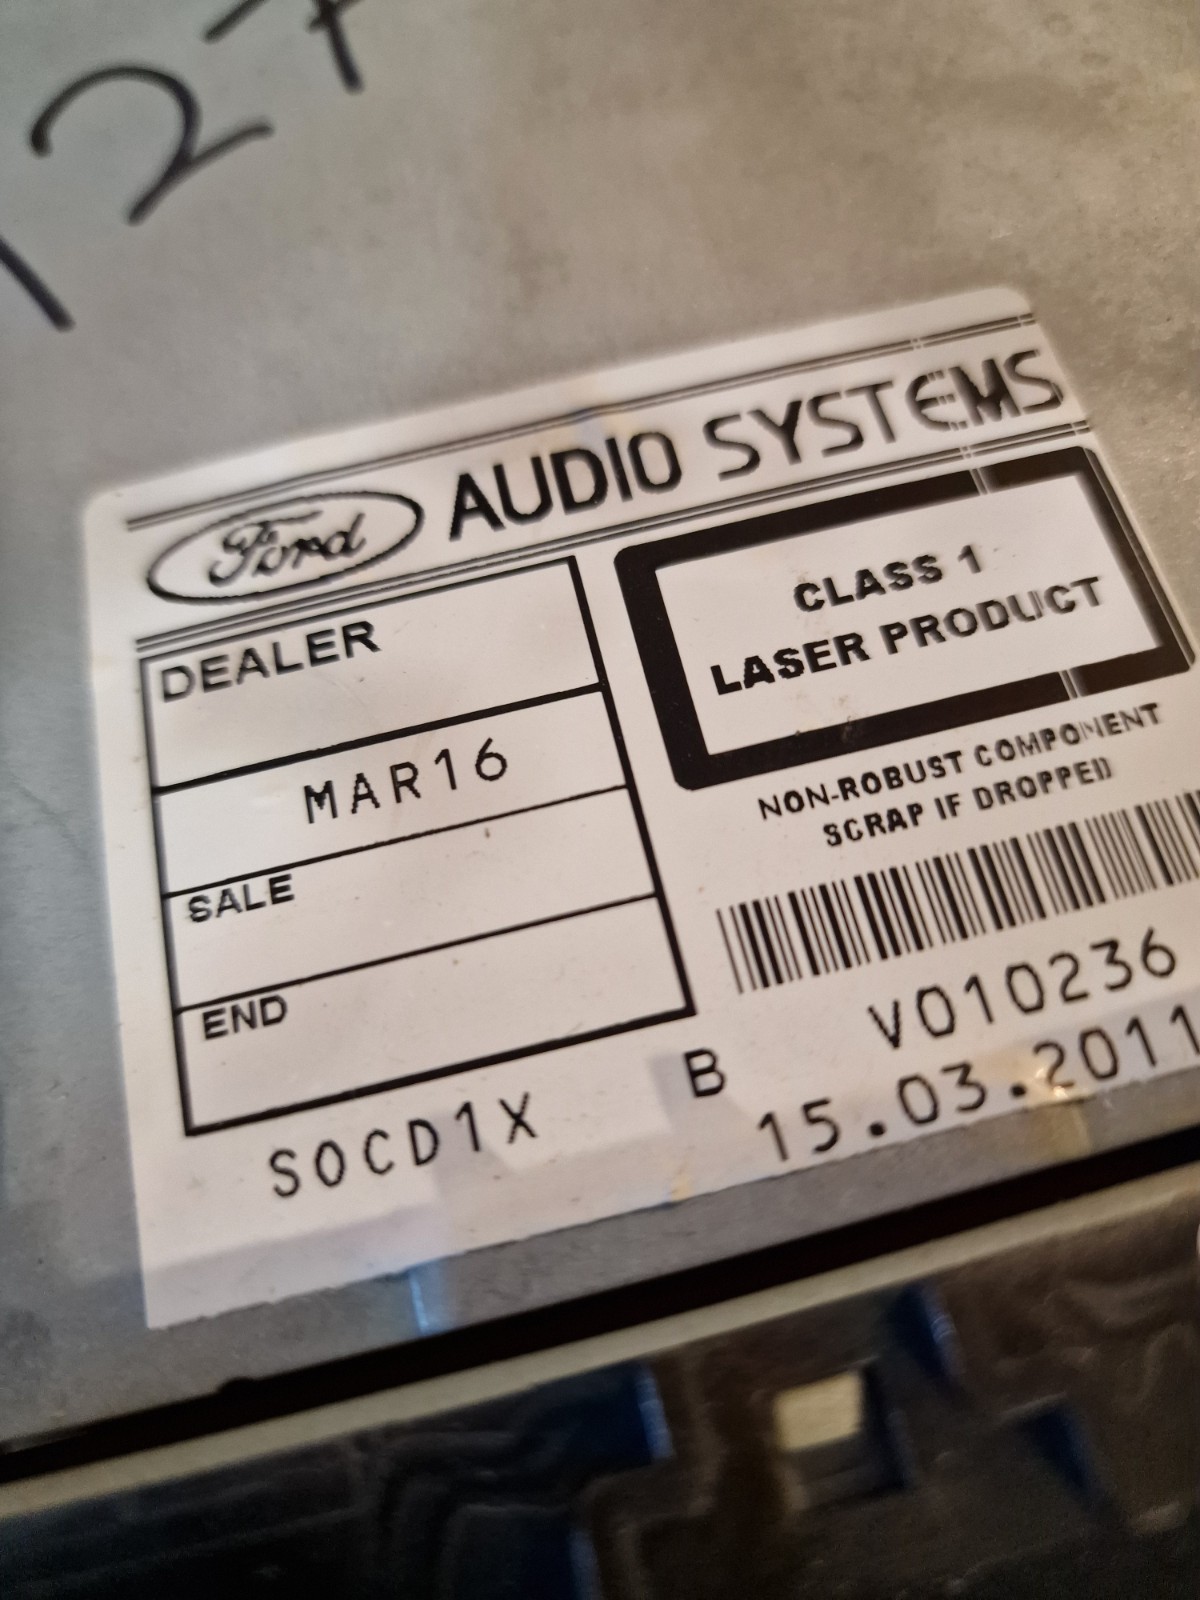 127
Ford AUDIO SYSTEMS
DEALER
MAR16
SALE
END
CLASS 1
LASER PRODUCT
NON-ROBUST COMPONENT
SCRAP IF DROPPED
V010236
15.03.2011
B
SOCD1X